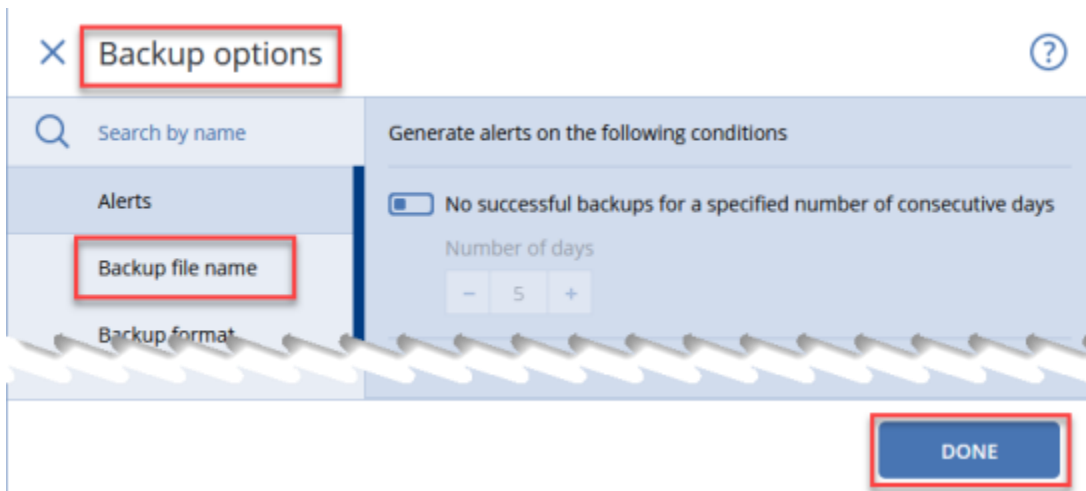 Backup options
?
Search by name
Generate alerts on the following conditions
Alerts
No successful backups for a specified number of consecutive days
Backup file name
Number of days
- 5 +
Backup format
DONE